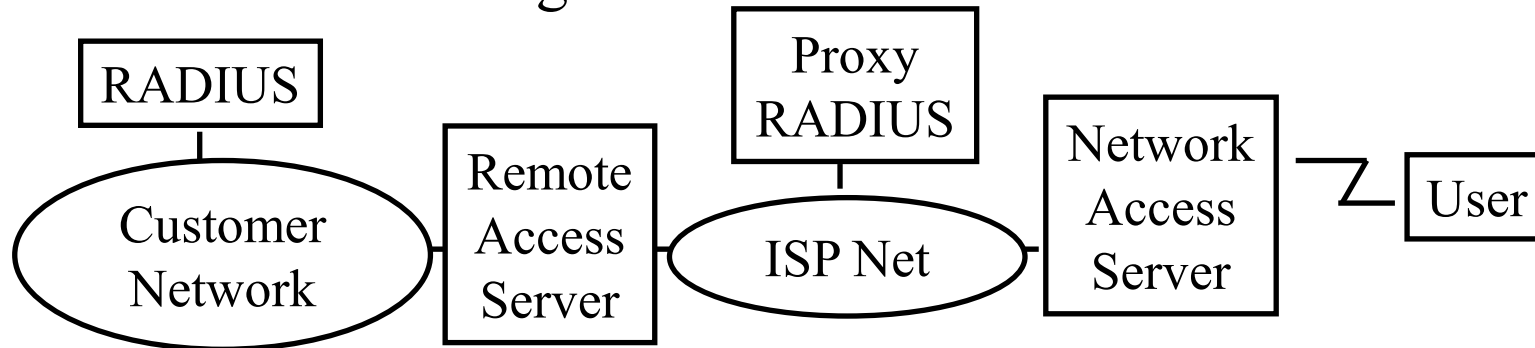 RADIUS
Customer
Network
Remote
Access
Server
Proxy
RADIUS
ISP Net
Network
Access
Server
User